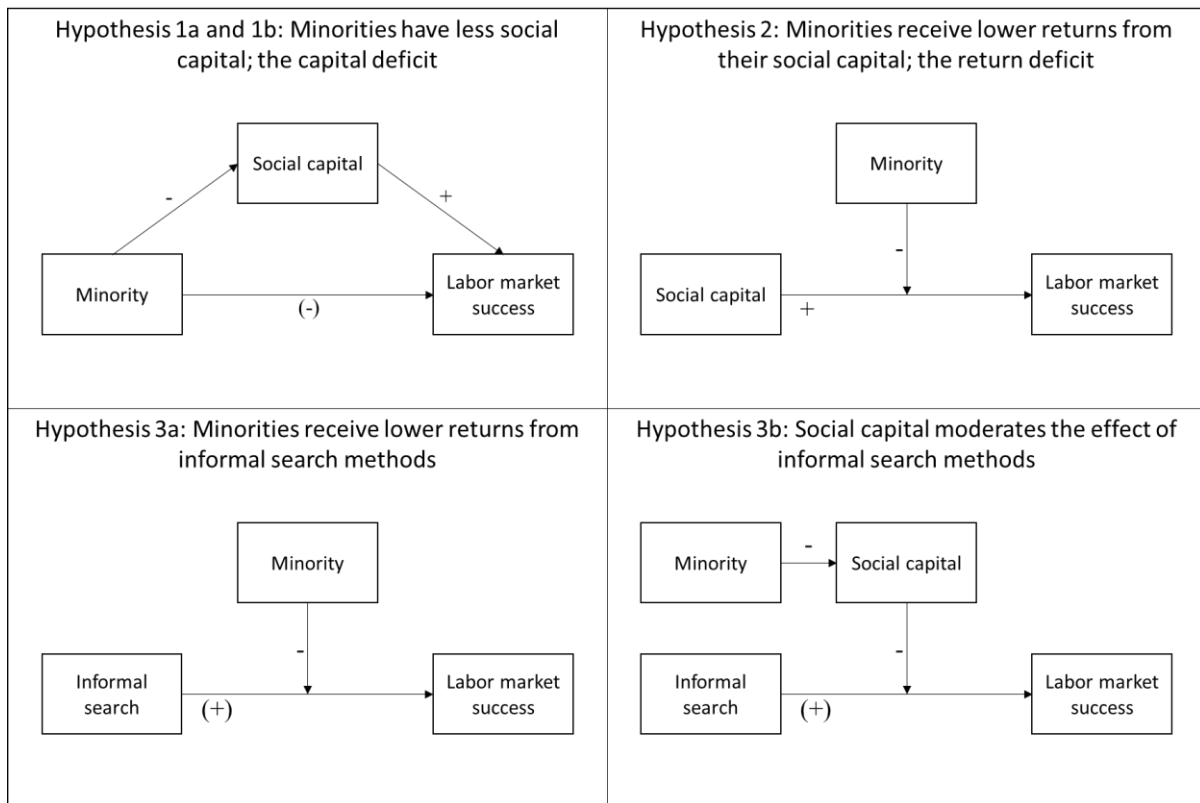 Hypothesis 1a and 1b: Minorities have less social
capital; the capital deficit
Social capital
-
+
Minority
(-)
Labor market
success
Hypothesis 2: Minorities receive lower returns from
their social capital; the return deficit
Minority
-
Social capital
+
Labor market
success
Hypothesis 3a: Minorities receive lower returns from
informal search methods
Minority
-
Informal
search
(+)
Labor market
success
Hypothesis 3b: Social capital moderates the effect of
informal search methods
Minority
-
Social capital
-
Informal
search
(+)
Labor market
success